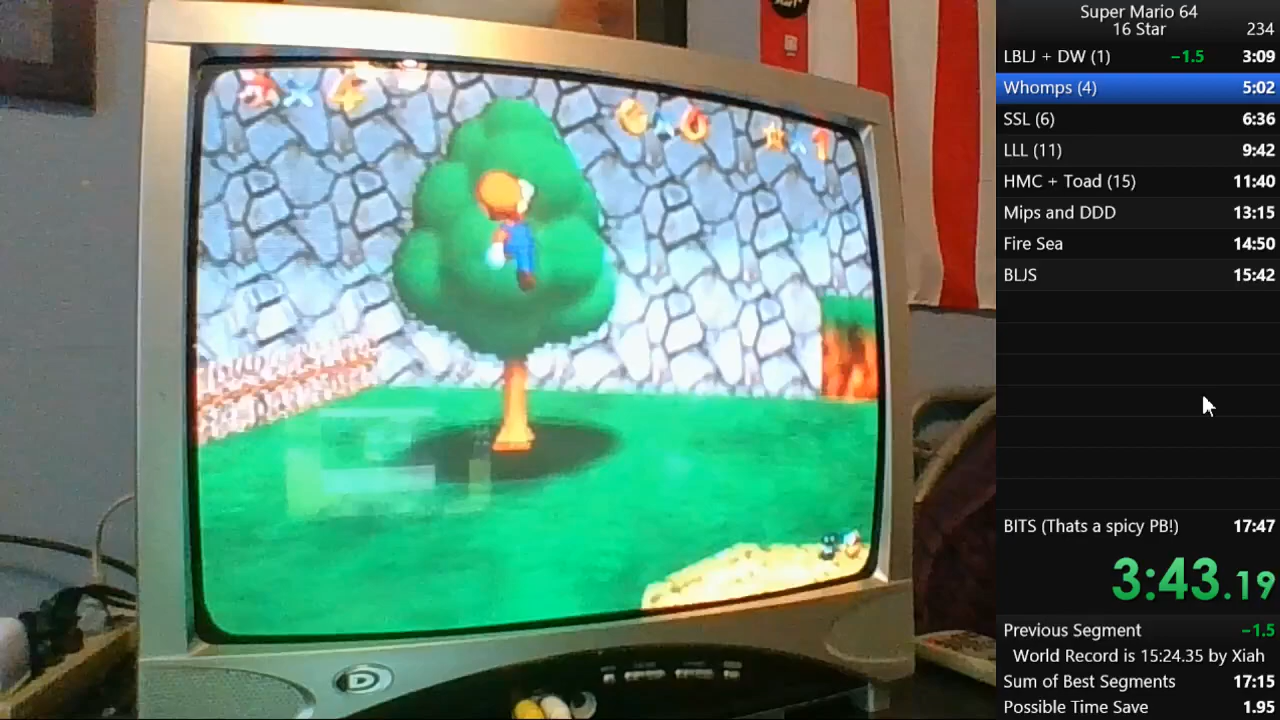 Super Mario 64
16 Star 234
LBLJ + DW (1) −1.5 3:09
Whomps (4) 5:02
SSL (6) 6:36
LLL (11) 9:42
HMC + Toad (15) 11:40
Mips and DDD 13:15
Fire Sea 14:50
BLJS 15:42
BITS (Thats a spicy PB!) 17:47
3:43.19
Previous Segment −1.5
World Record is 15:24.35 by Xiah
Sum of Best Segments 17:15
Possible Time Save 1.95
× 4
× 0
× 1
D